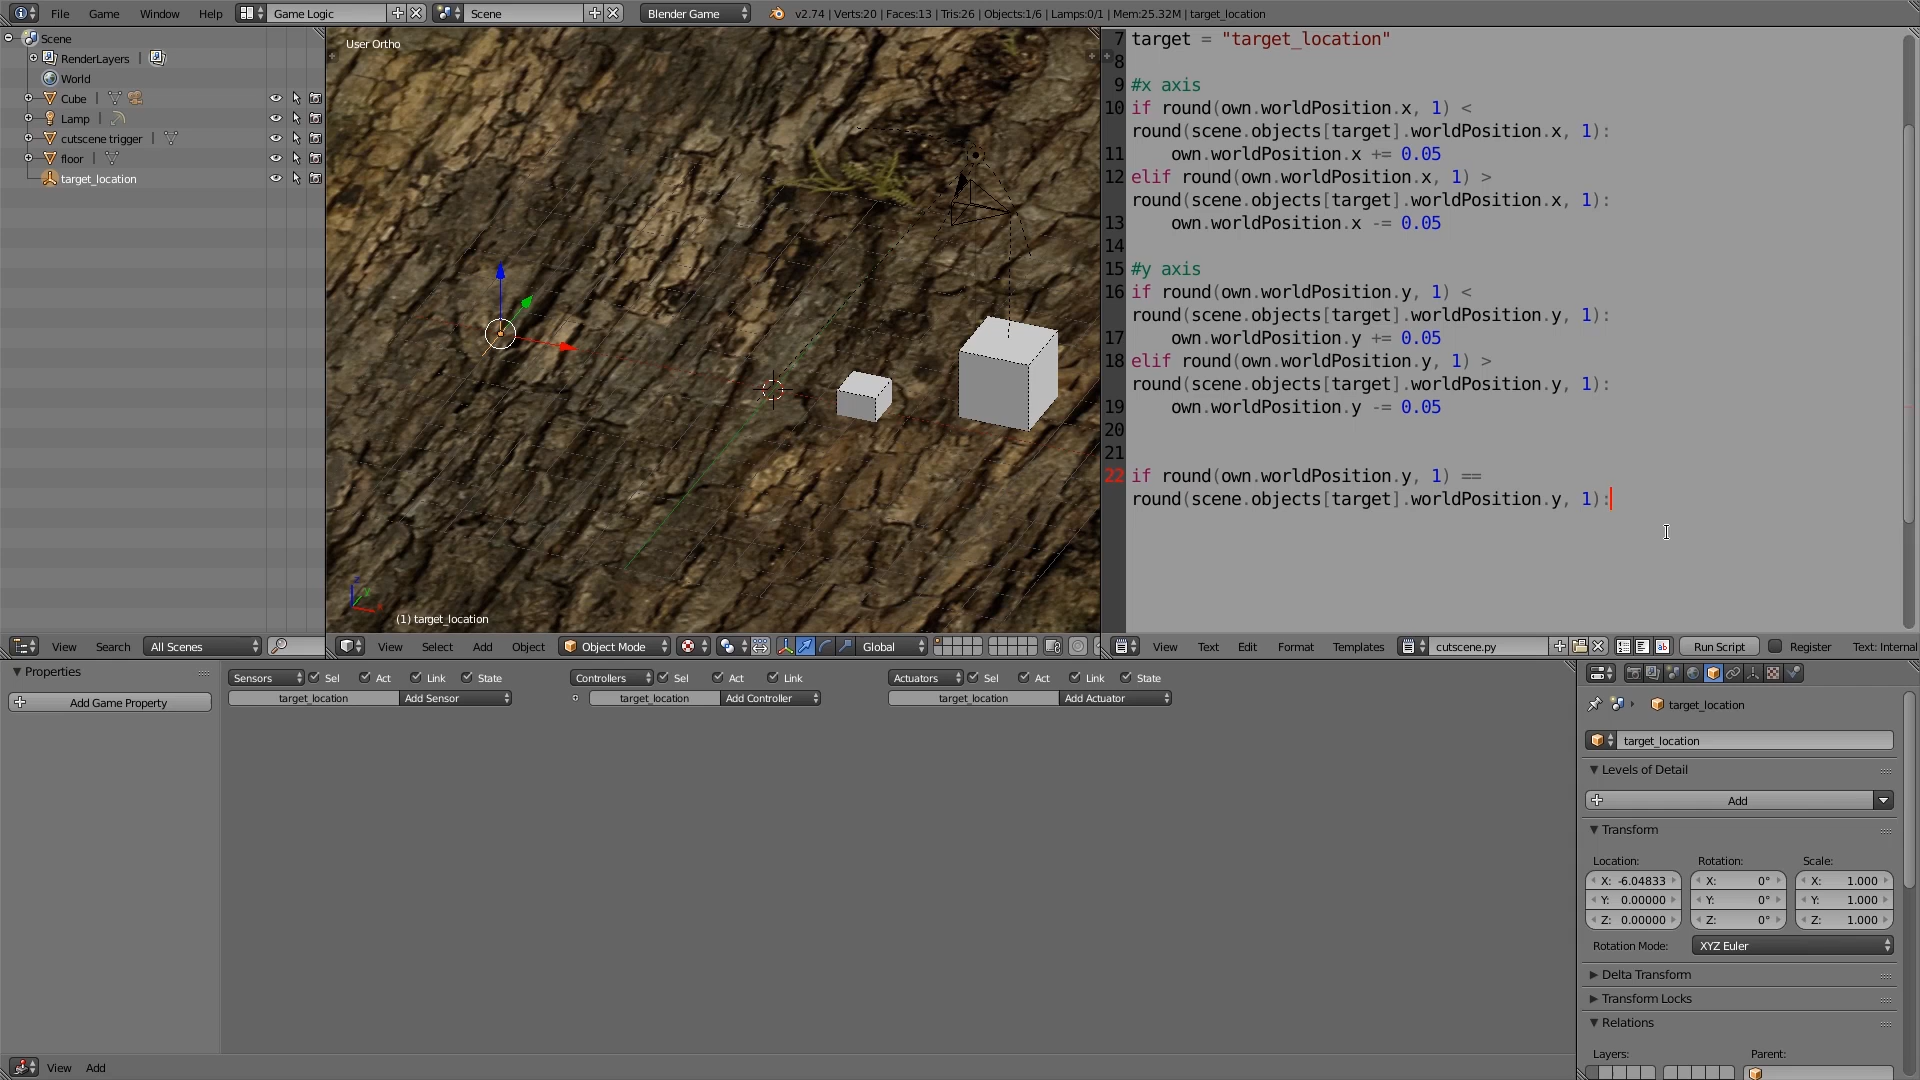 File Game Window Help Game Logic Scene Blender Game v2.74 | Verts:20 | Faces:13 | Tris:26 | Objects:1/6 | Lamps:0/1 | Mem:25.32M | target_location
Scene
RenderLayers
World
Cube
Lamp
cutscene trigger
floor
target_location
View Search All Scenes
User Ortho
(1) target_location
View Select Add Object Object Mode Global
7 target = "target_location"
8
9 #x axis
10 if round(own.worldPosition.x, 1) <
round(scene.objects[target].worldPosition.x, 1):
11 own.worldPosition.x += 0.05
12 elif round(own.worldPosition.x, 1) >
round(scene.objects[target].worldPosition.x, 1):
13 own.worldPosition.x -= 0.05
14
15 #y axis
16 if round(own.worldPosition.y, 1) <
round(scene.objects[target].worldPosition.y, 1):
17 own.worldPosition.y += 0.05
18 elif round(own.worldPosition.y, 1) >
round(scene.objects[target].worldPosition.y, 1):
19 own.worldPosition.y -= 0.05
20
21
22 if round(own.worldPosition.y, 1) ==
round(scene.objects[target].worldPosition.y, 1):
View Text Edit Format Templates cutscene.py Run Script Register Text: Internal
Properties
Add Game Property
Sensors Sel Act Link State Controllers Sel Act Link Actuators Sel Act Link State
target_location Add Sensor target_location Add Controller target_location Add Actuator
View Add
target_location
target_location
Levels of Detail
Add
Transform
Location: Rotation: Scale:
X: -6.04833 X: 0° X: 1.000
Y: 0.00000 Y: 0° Y: 1.000
Z: 0.00000 Z: 0° Z: 1.000
Rotation Mode: XYZ Euler
Delta Transform
Transform Locks
Relations
Layers: Parent: